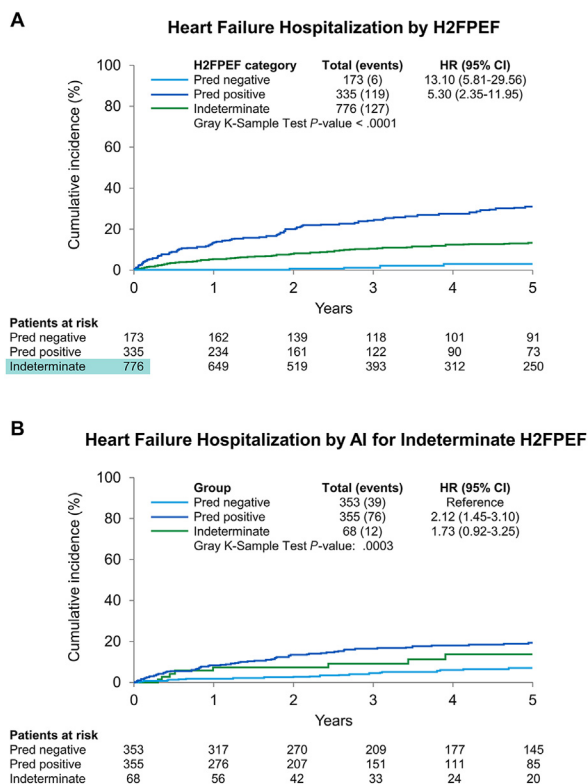 A
Heart Failure Hospitalization by H2FPEF
H2FPEF category Total (events) HR (95% CI)
Pred negative 173 (6) 13.10 (5.81-29.56)
Pred positive 335 (119) 5.30 (2.35-11.95)
Indeterminate 776 (127)
Gray K-Sample Test P-value < .0001
Cumulative incidence (%)
100
80
60
40
20
0
0 1 2 3 4 5
Years
Patients at risk
Pred negative 173 162 139 118 101 91
Pred positive 335 234 161 122 90 73
Indeterminate 776 649 519 393 312 250
B
Heart Failure Hospitalization by AI for Indeterminate H2FPEF
Group Total (events) HR (95% CI)
Pred negative 353 (39) Reference
Pred positive 355 (76) 2.12 (1.45-3.10)
Indeterminate 68 (12) 1.73 (0.92-3.25)
Gray K-Sample Test P-value: .0003
Cumulative incidence (%)
100
80
60
40
20
0
0 1 2 3 4 5
Years
Patients at risk
Pred negative 353 317 270 209 177 145
Pred positive 355 276 207 151 111 85
Indeterminate 68 56 42 33 24 20